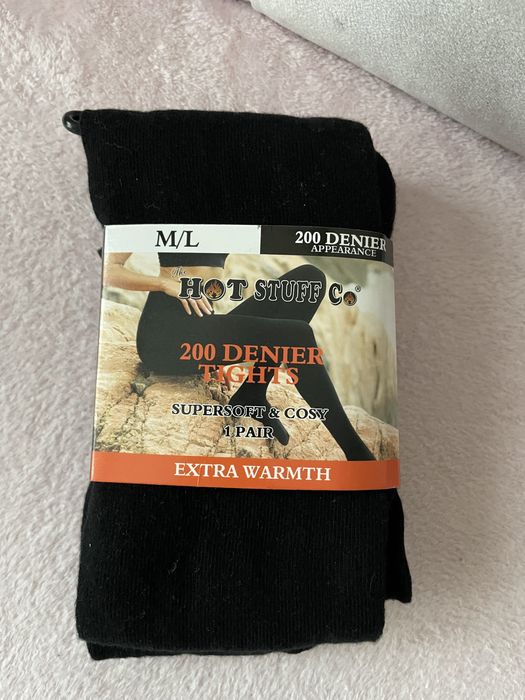 M/L
200 DENIER
APPEARANCE
The
HOT STUFF Co®
200 DENIER
TIGHTS
SUPERSOFT & COSY
1 PAIR
EXTRA WARMTH